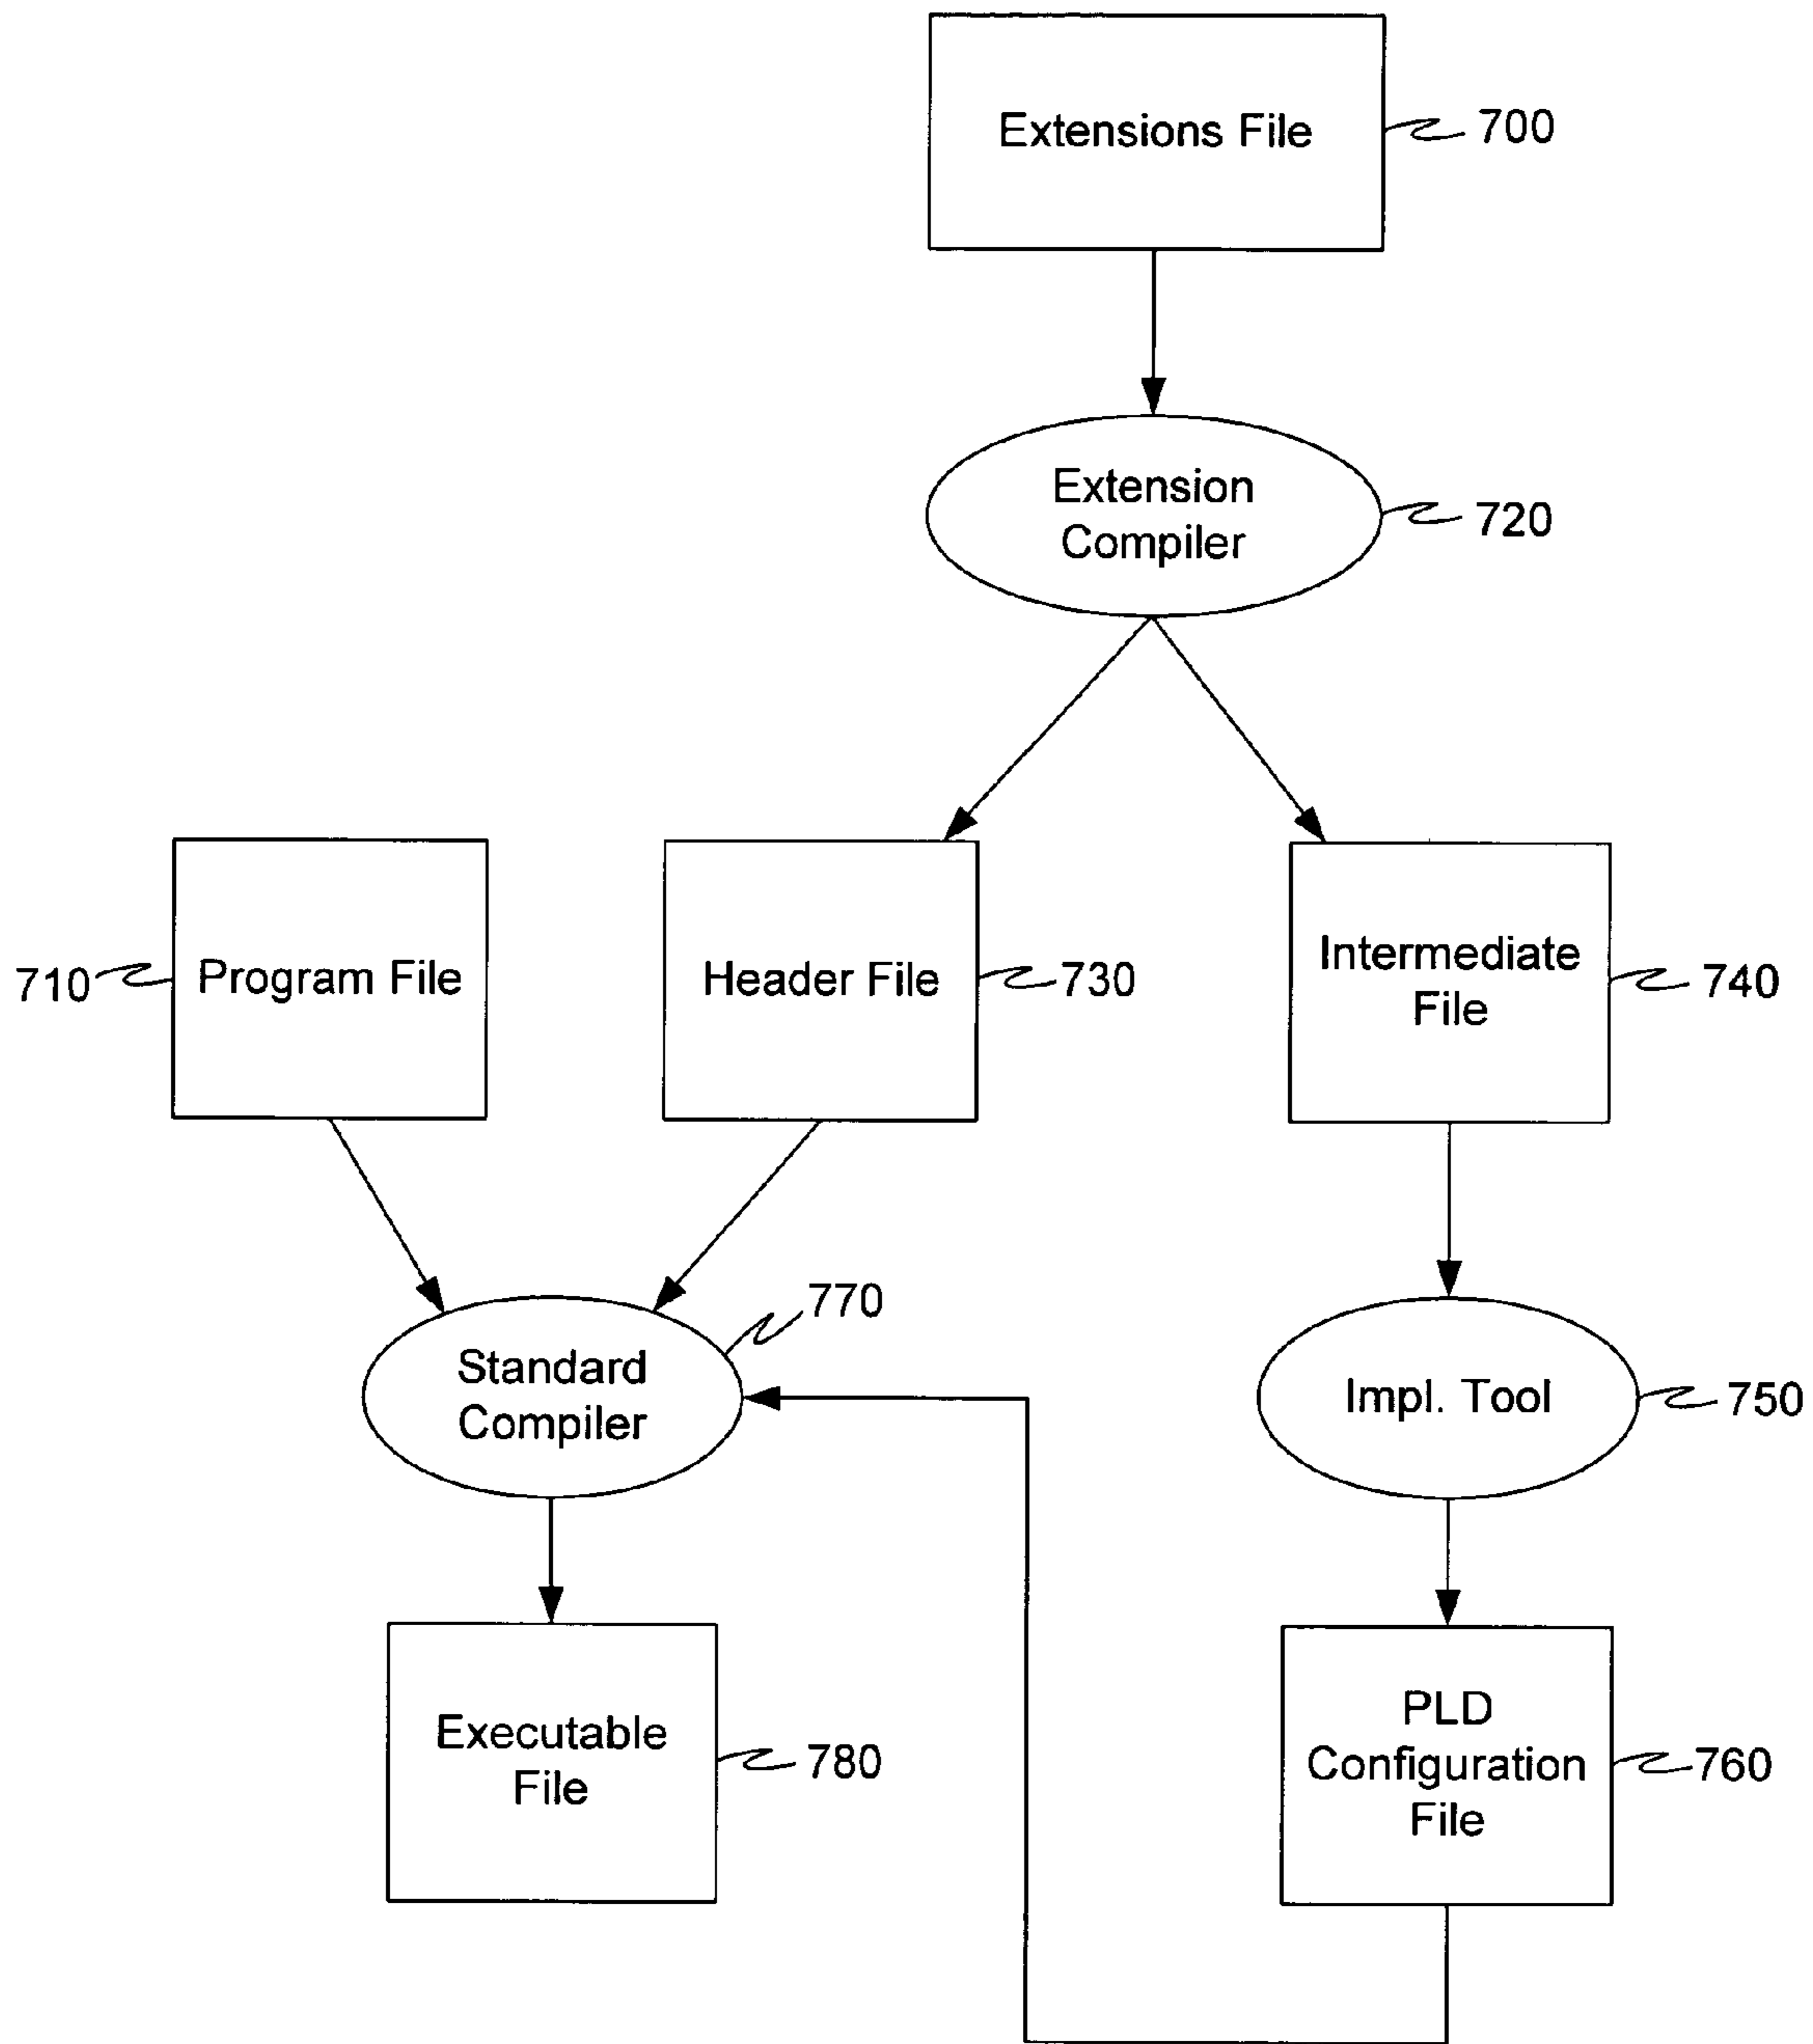 Extensions File
700
Extension
Compiler
720
710
Program File
Header File
730
Intermediate
File
740
770
Standard
Compiler
Impl. Tool
750
Executable
File
780
PLD
Configuration
File
760